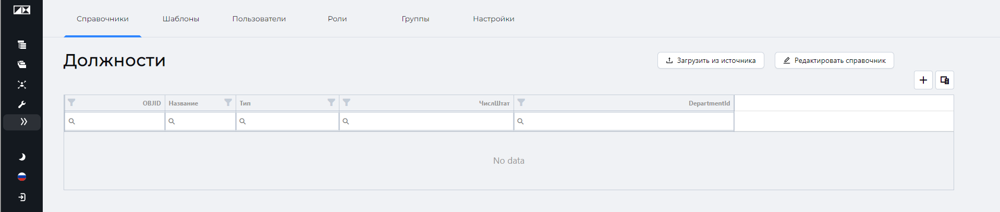 Справочники Шаблоны Пользователи Роли Группы Настройки
Должности
Загрузить из источника Редактировать справочник
OBJID Название Тип ЧислШтат DepartmentId
No data